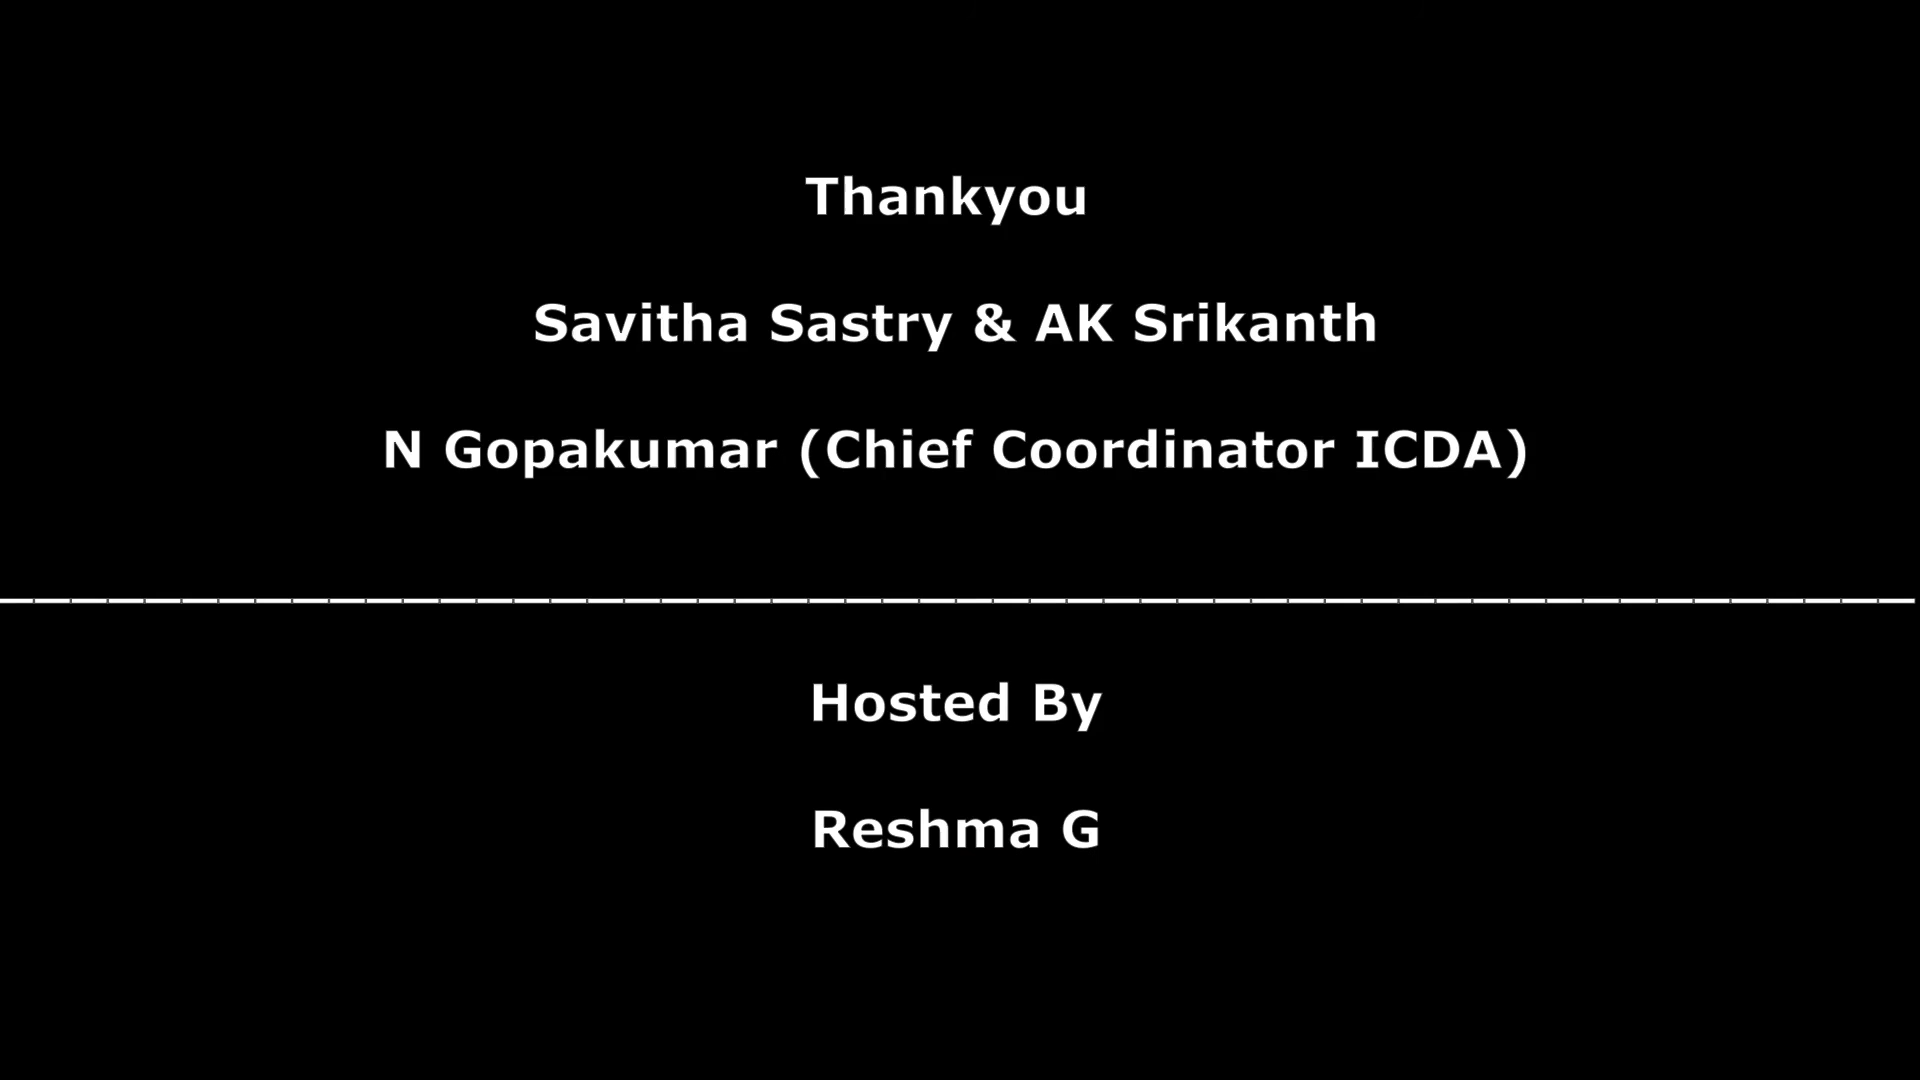 Thankyou
Savitha Sastry & AK Srikanth
N Gopakumar (Chief Coordinator ICDA)
Hosted By
Reshma G